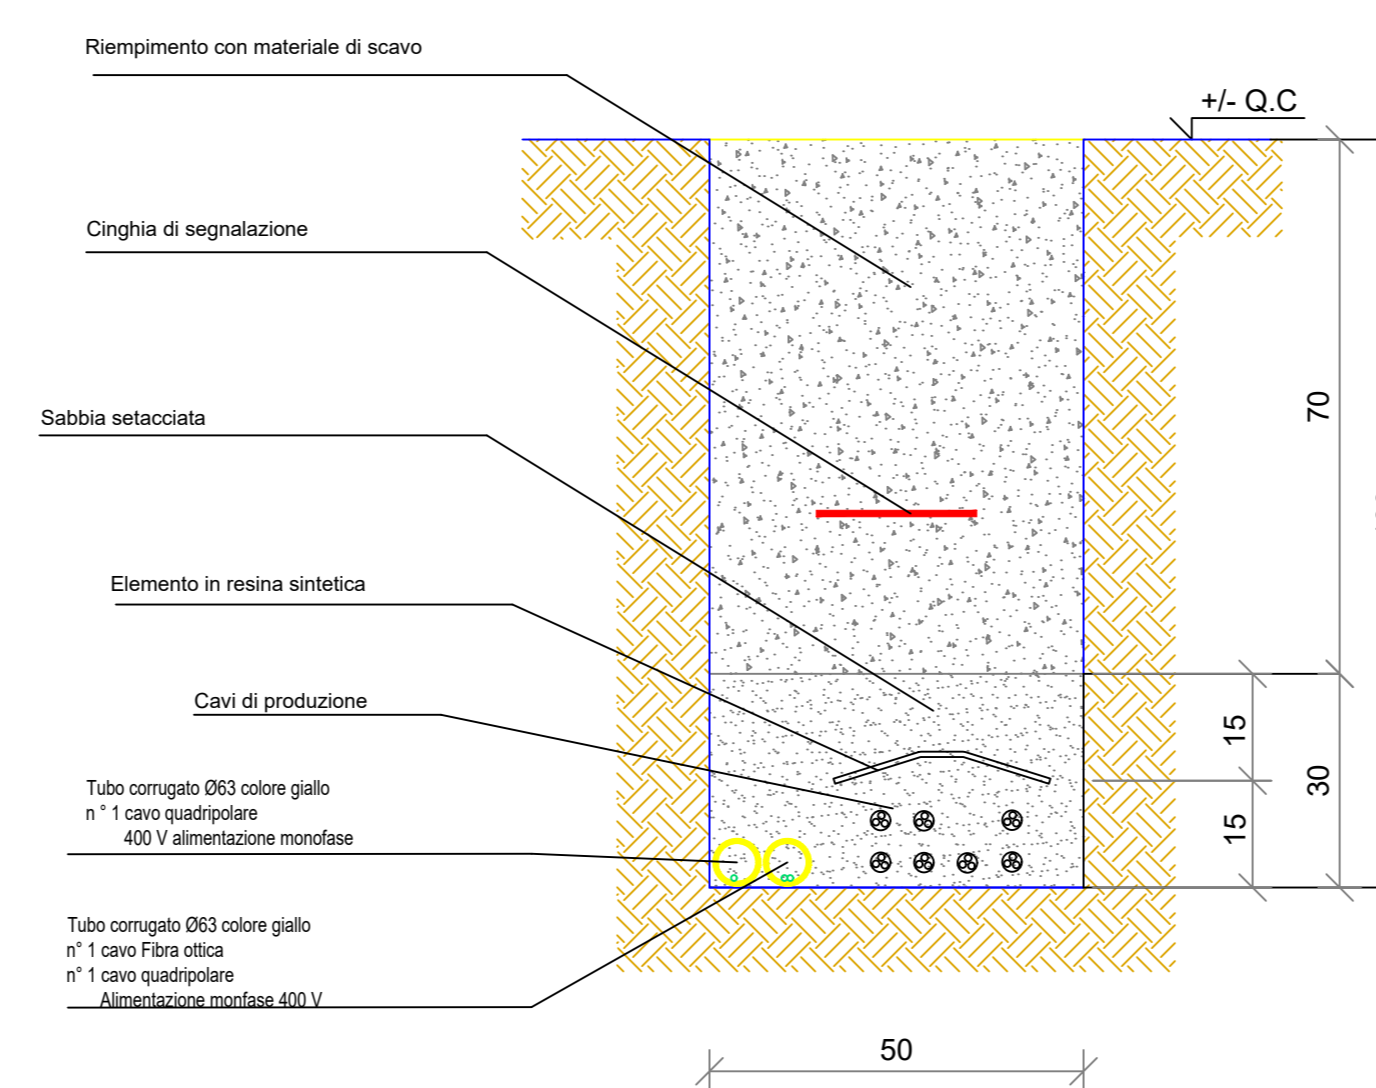 Riempimento con materiale di scavo
+/- Q.C
Cinghia di segnalazione
70
Sabbia setacciata
Elemento in resina sintetica
Cavi di produzione
15
30
15
Tubo corrugato Ø63 colore giallo
n ° 1 cavo quadripolare
400 V alimentazione monofase
Tubo corrugato Ø63 colore giallo
n° 1 cavo Fibra ottica
n° 1 cavo quadripolare
Alimentazione monfase 400 V
50